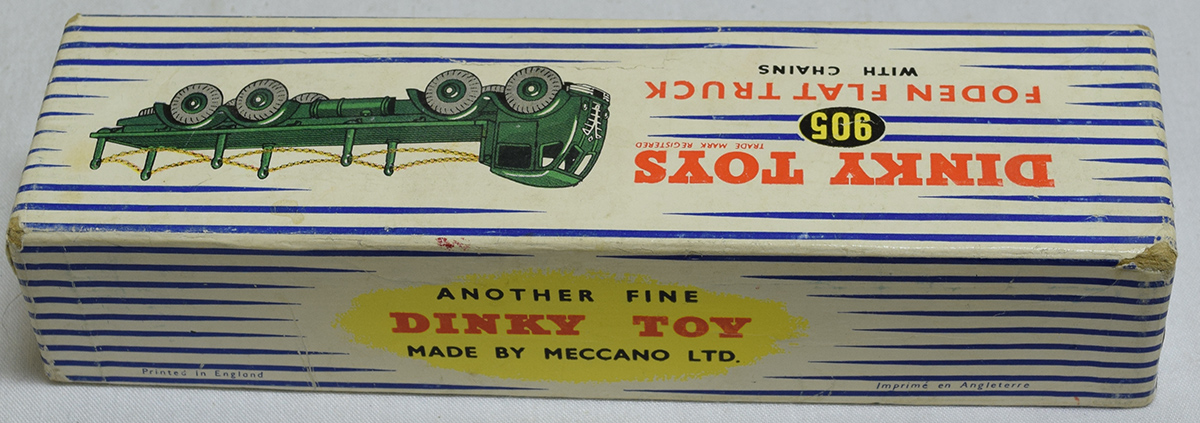 DINKY TOYS
TRADE MARK REGISTERED
905
FODEN FLAT TRUCK
WITH CHAINS
ANOTHER FINE
DINKY TOY
MADE BY MECCANO LTD.
Printed in England
Imprimé en Angleterre